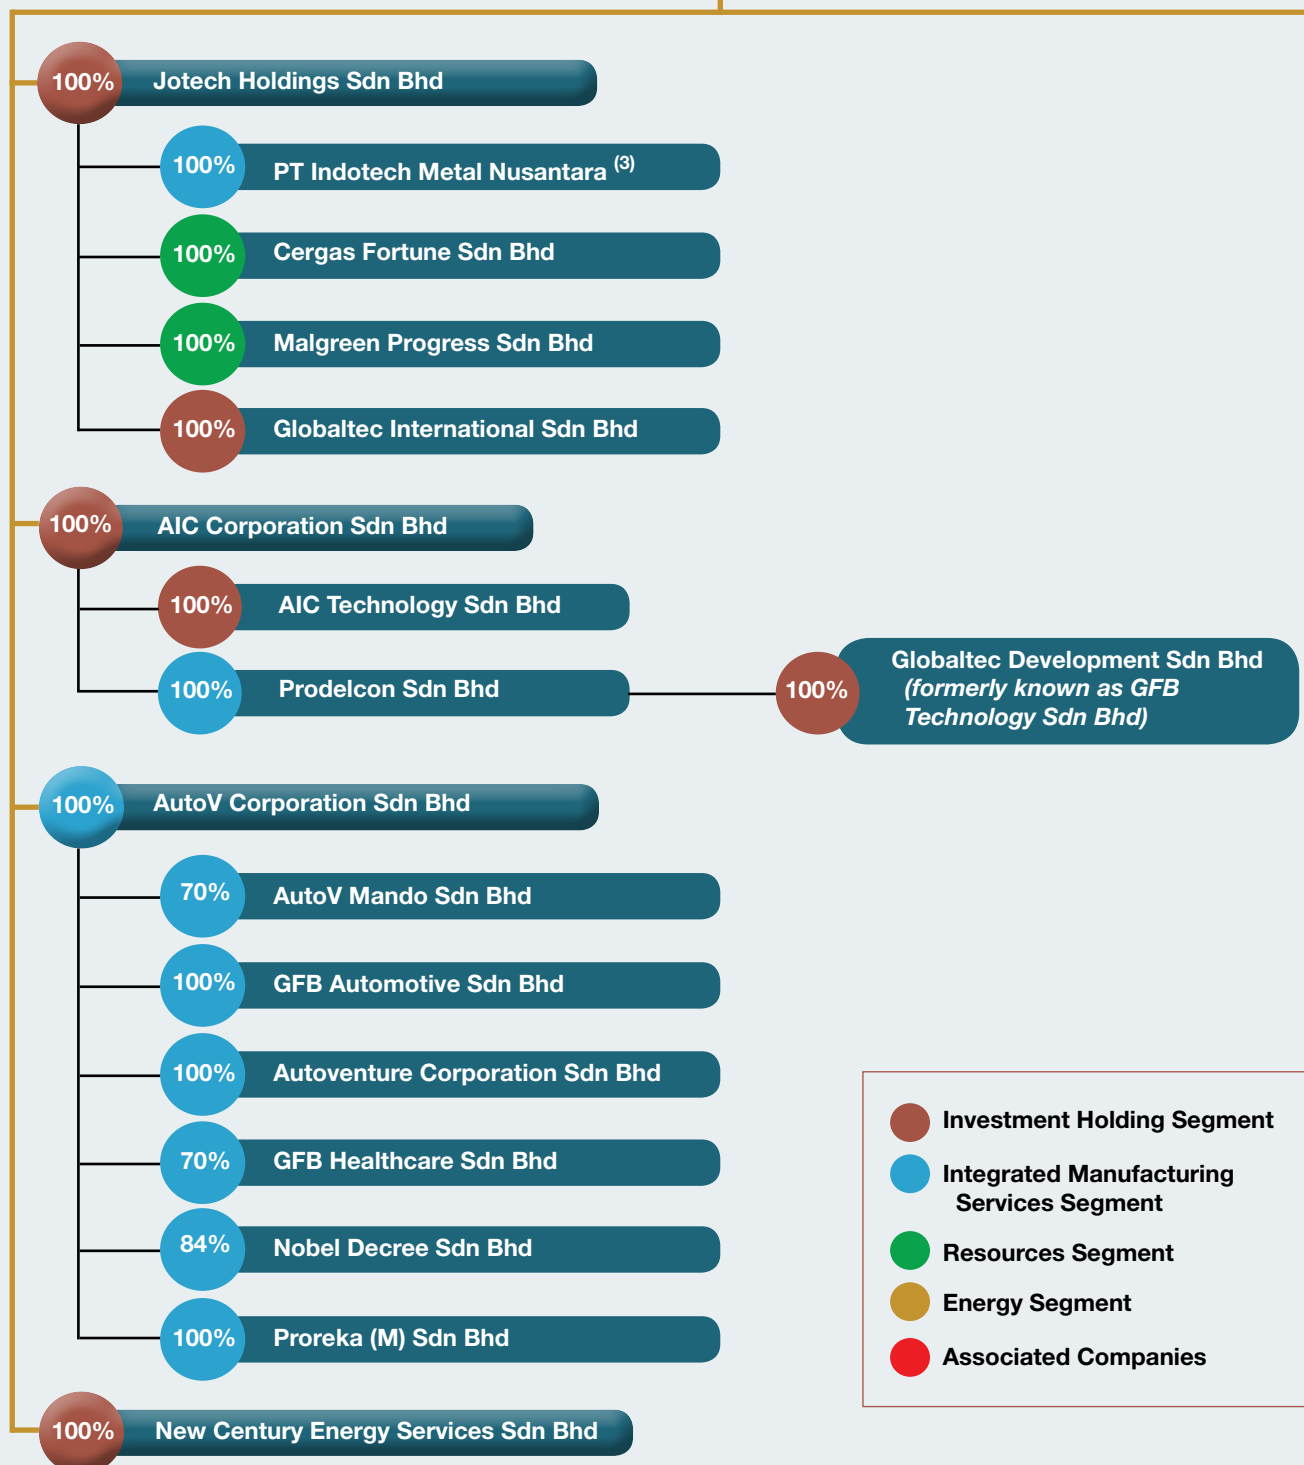 100% Jotech Holdings Sdn Bhd
100% PT Indotech Metal Nusantara (3)
100% Cergas Fortune Sdn Bhd
100% Malgreen Progress Sdn Bhd
100% Globaltec International Sdn Bhd
100% AIC Corporation Sdn Bhd
100% AIC Technology Sdn Bhd
100% Prodelcon Sdn Bhd
100% Globaltec Development Sdn Bhd
(formerly known as GFB
Technology Sdn Bhd)
100% AutoV Corporation Sdn Bhd
70% AutoV Mando Sdn Bhd
100% GFB Automotive Sdn Bhd
100% Autoventure Corporation Sdn Bhd
70% GFB Healthcare Sdn Bhd
84% Nobel Decree Sdn Bhd
100% Proreka (M) Sdn Bhd
100% New Century Energy Services Sdn Bhd
Investment Holding Segment
Integrated Manufacturing
Services Segment
Resources Segment
Energy Segment
Associated Companies